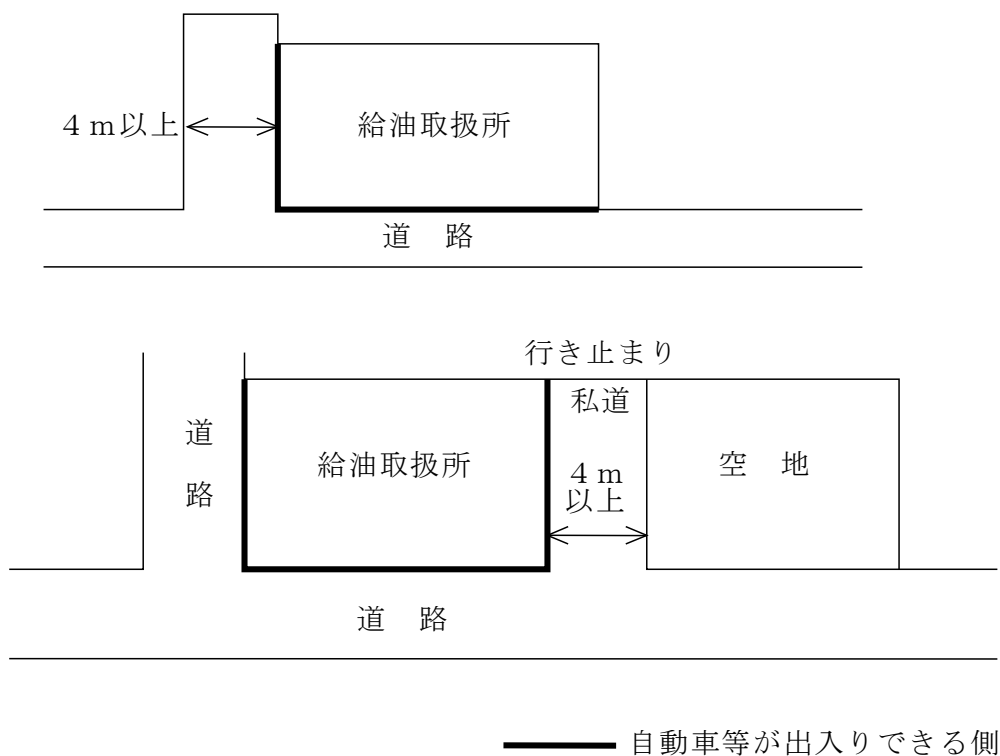 ４ｍ以上
給油取扱所
道　路
行き止まり
私道
道路
給油取扱所
４ｍ
以上
空　地
道　路
自動車等が出入りできる側